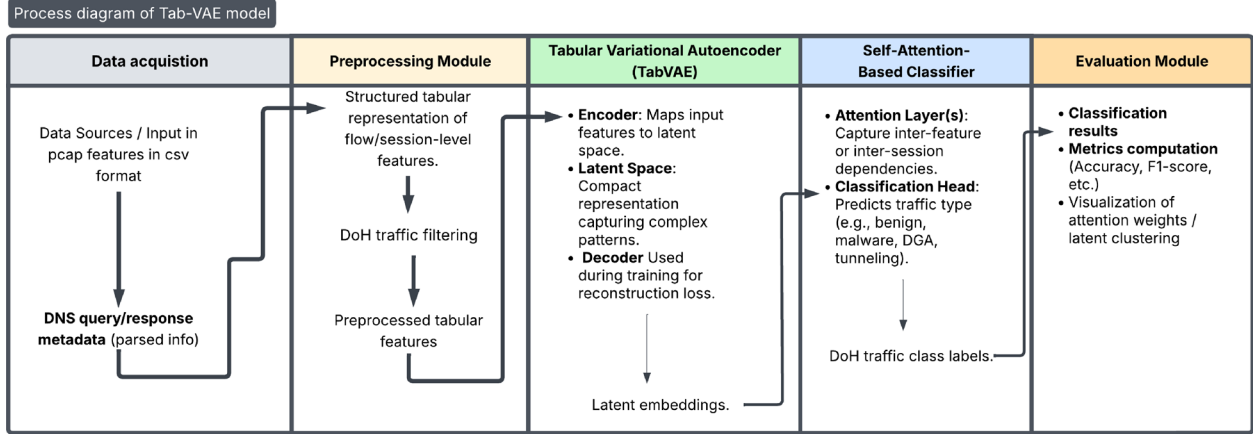 Process diagram of Tab-VAE model
Data acquistion
Data Sources / Input in
pcap features in csv
format
DNS query/response
metadata (parsed info)
Preprocessing Module
Structured tabular
representation of
flow/session-level
features.
DoH traffic filtering
Preprocessed tabular
features
Tabular Variational Autoencoder
(TabVAE)
• Encoder: Maps input
features to latent
space.
• Latent Space:
Compact
representation
capturing complex
patterns.
• Decoder Used
during training for
reconstruction loss.
Latent embeddings.
Self-Attention-
Based Classifier
• Attention Layer(s):
Capture inter-feature
or inter-session
dependencies.
• Classification Head:
Predicts traffic type
(e.g., benign,
malware, DGA,
tunneling).
DoH traffic class labels.
Evaluation Module
• Classification
results
• Metrics computation
(Accuracy, F1-score,
etc.)
• Visualization of
attention weights /
latent clustering